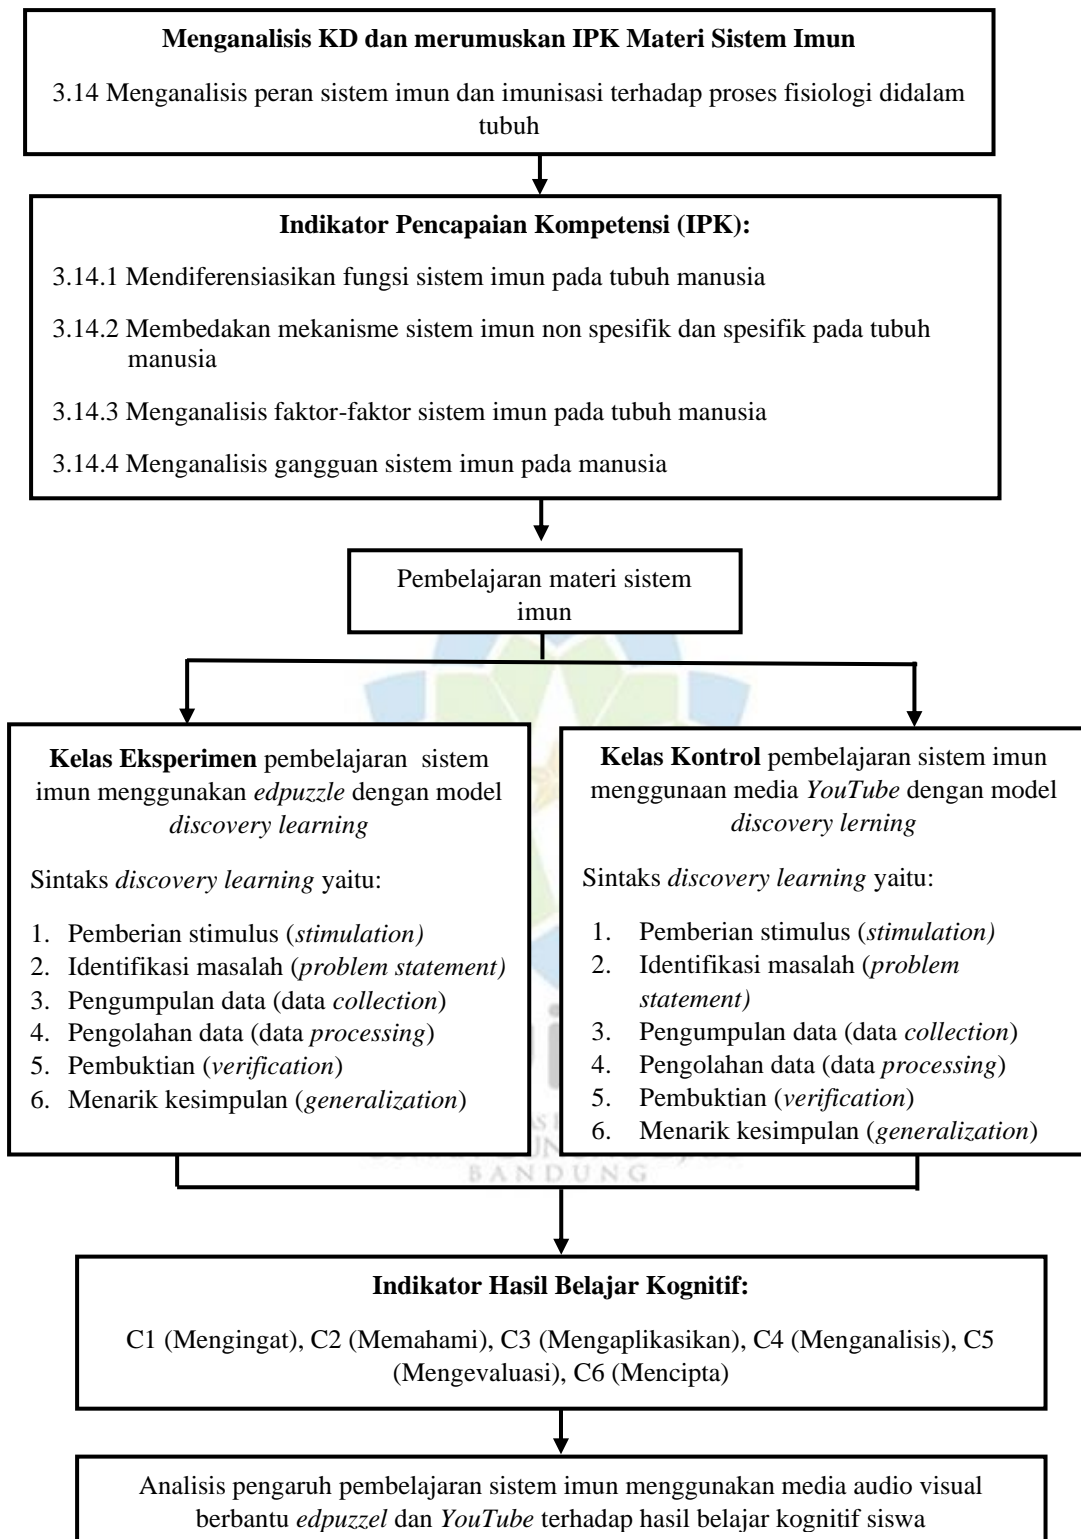 Menganalisis KD dan merumuskan IPK Materi Sistem Imun
3.14 Menganalisis peran sistem imun dan imunisasi terhadap proses fisiologi didalam
tubuh
Indikator Pencapaian Kompetensi (IPK):
3.14.1 Mendiferensiasikan fungsi sistem imun pada tubuh manusia
3.14.2 Membedakan mekanisme sistem imun non spesifik dan spesifik pada tubuh
manusia
3.14.3 Menganalisis faktor-faktor sistem imun pada tubuh manusia
3.14.4 Menganalisis gangguan sistem imun pada manusia
Pembelajaran materi sistem
imun
Kelas Eksperimen pembelajaran sistem
imun menggunakan edpuzzle dengan model
discovery learning
Sintaks discovery learning yaitu:
1. Pemberian stimulus (stimulation)
2. Identifikasi masalah (problem statement)
3. Pengumpulan data (data collection)
4. Pengolahan data (data processing)
5. Pembuktian (verification)
6. Menarik kesimpulan (generalization)
Kelas Kontrol pembelajaran sistem imun
menggunaan media YouTube dengan model
discovery lerning
Sintaks discovery learning yaitu:
1. Pemberian stimulus (stimulation)
2. Identifikasi masalah (problem
statement)
3. Pengumpulan data (data collection)
4. Pengolahan data (data processing)
5. Pembuktian (verification)
6. Menarik kesimpulan (generalization)
BANDUNG
Indikator Hasil Belajar Kognitif:
C1 (Mengingat), C2 (Memahami), C3 (Mengaplikasikan), C4 (Menganalisis), C5
(Mengevaluasi), C6 (Mencipta)
Analisis pengaruh pembelajaran sistem imun menggunakan media audio visual
berbantu edpuzzel dan YouTube terhadap hasil belajar kognitif siswa